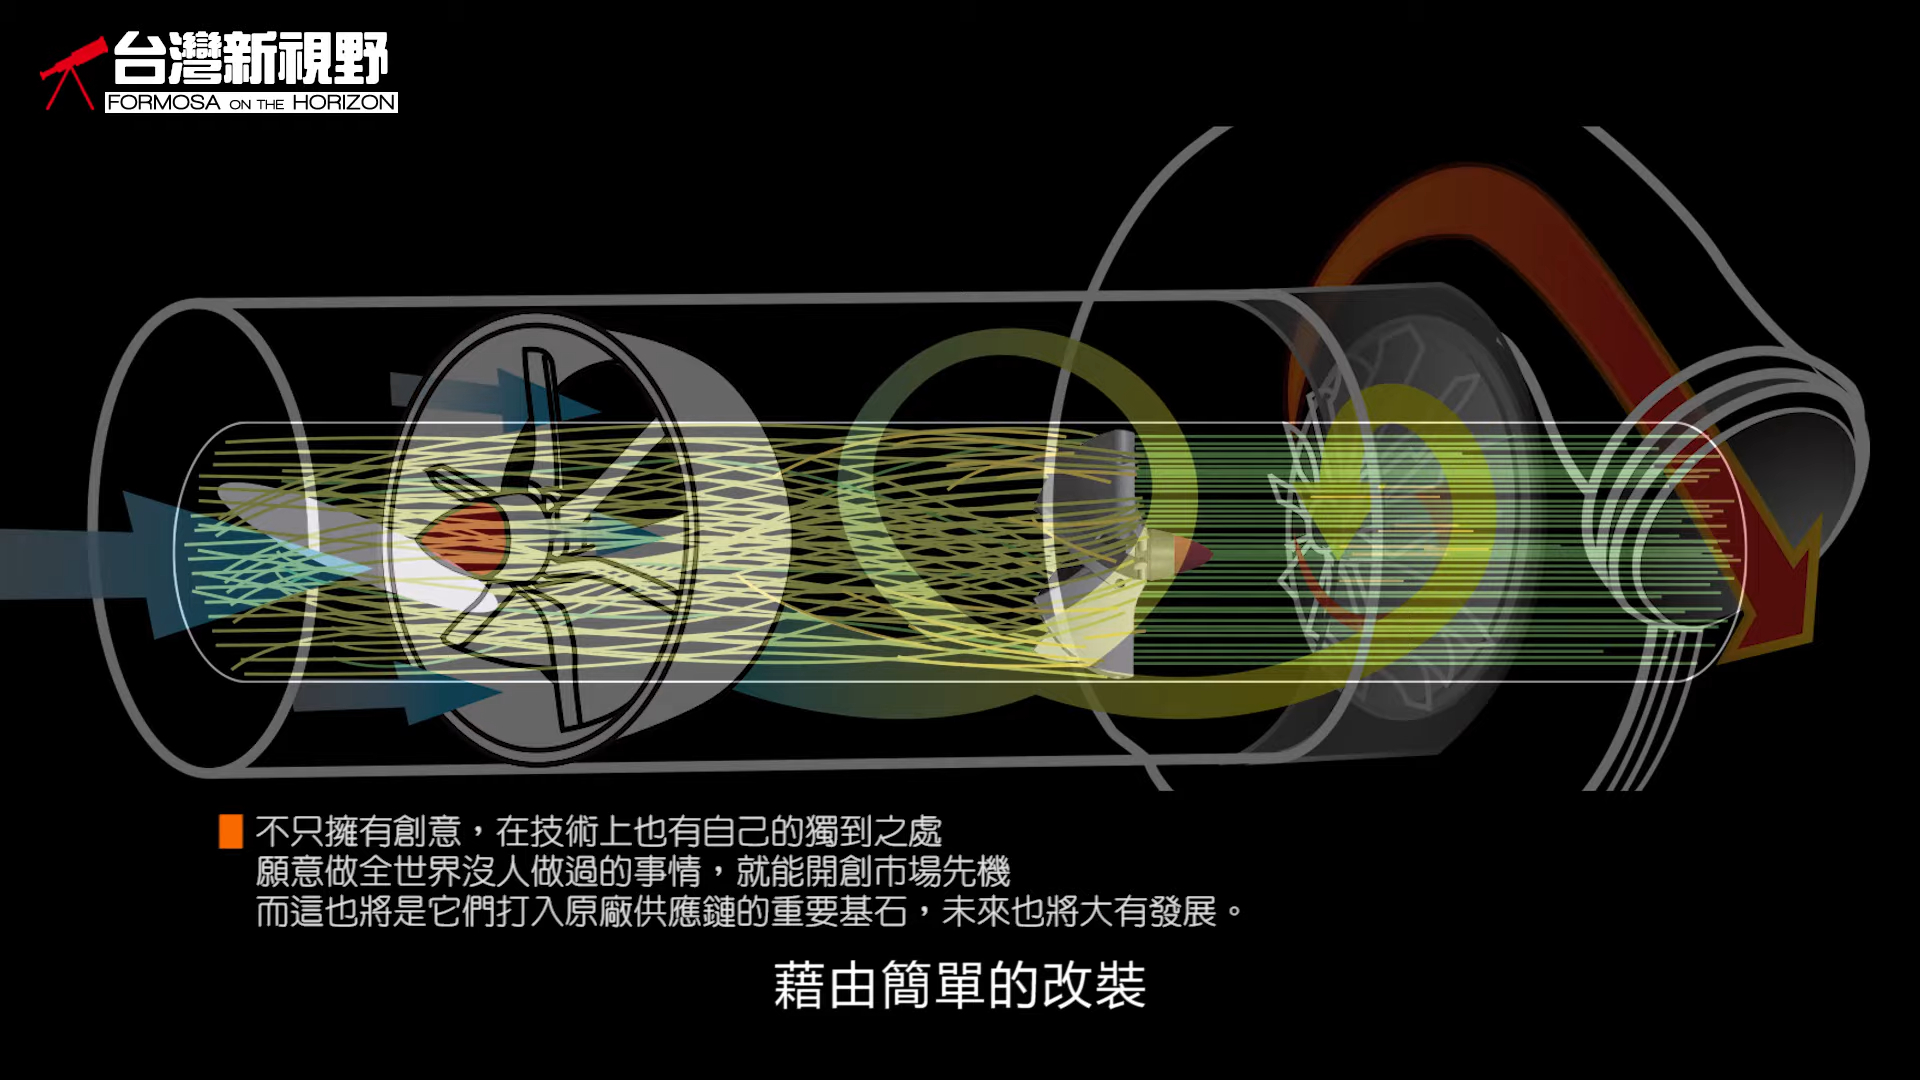 台灣新視野
FORMOSA ON THE HORIZON
不只擁有創意，在技術上也有自己的獨到之處
願意做全世界沒人做過的事情，就能開創市場先機
而這也將是它們打入原廠供應鏈的重要基石，未來也將大有發展。
藉由簡單的改裝